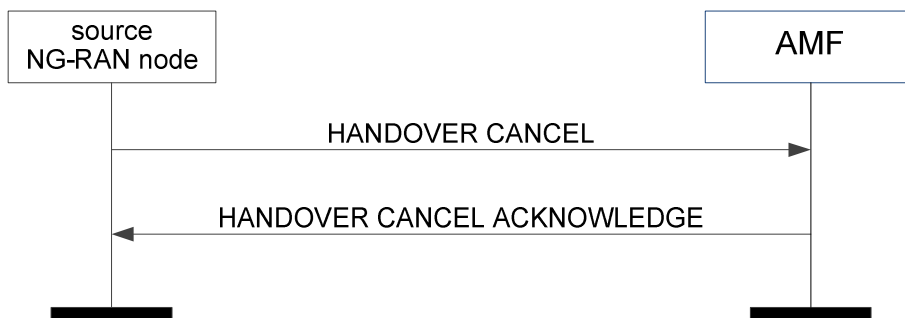 source
NG-RAN node
AMF
HANDOVER CANCEL
HANDOVER CANCEL ACKNOWLEDGE